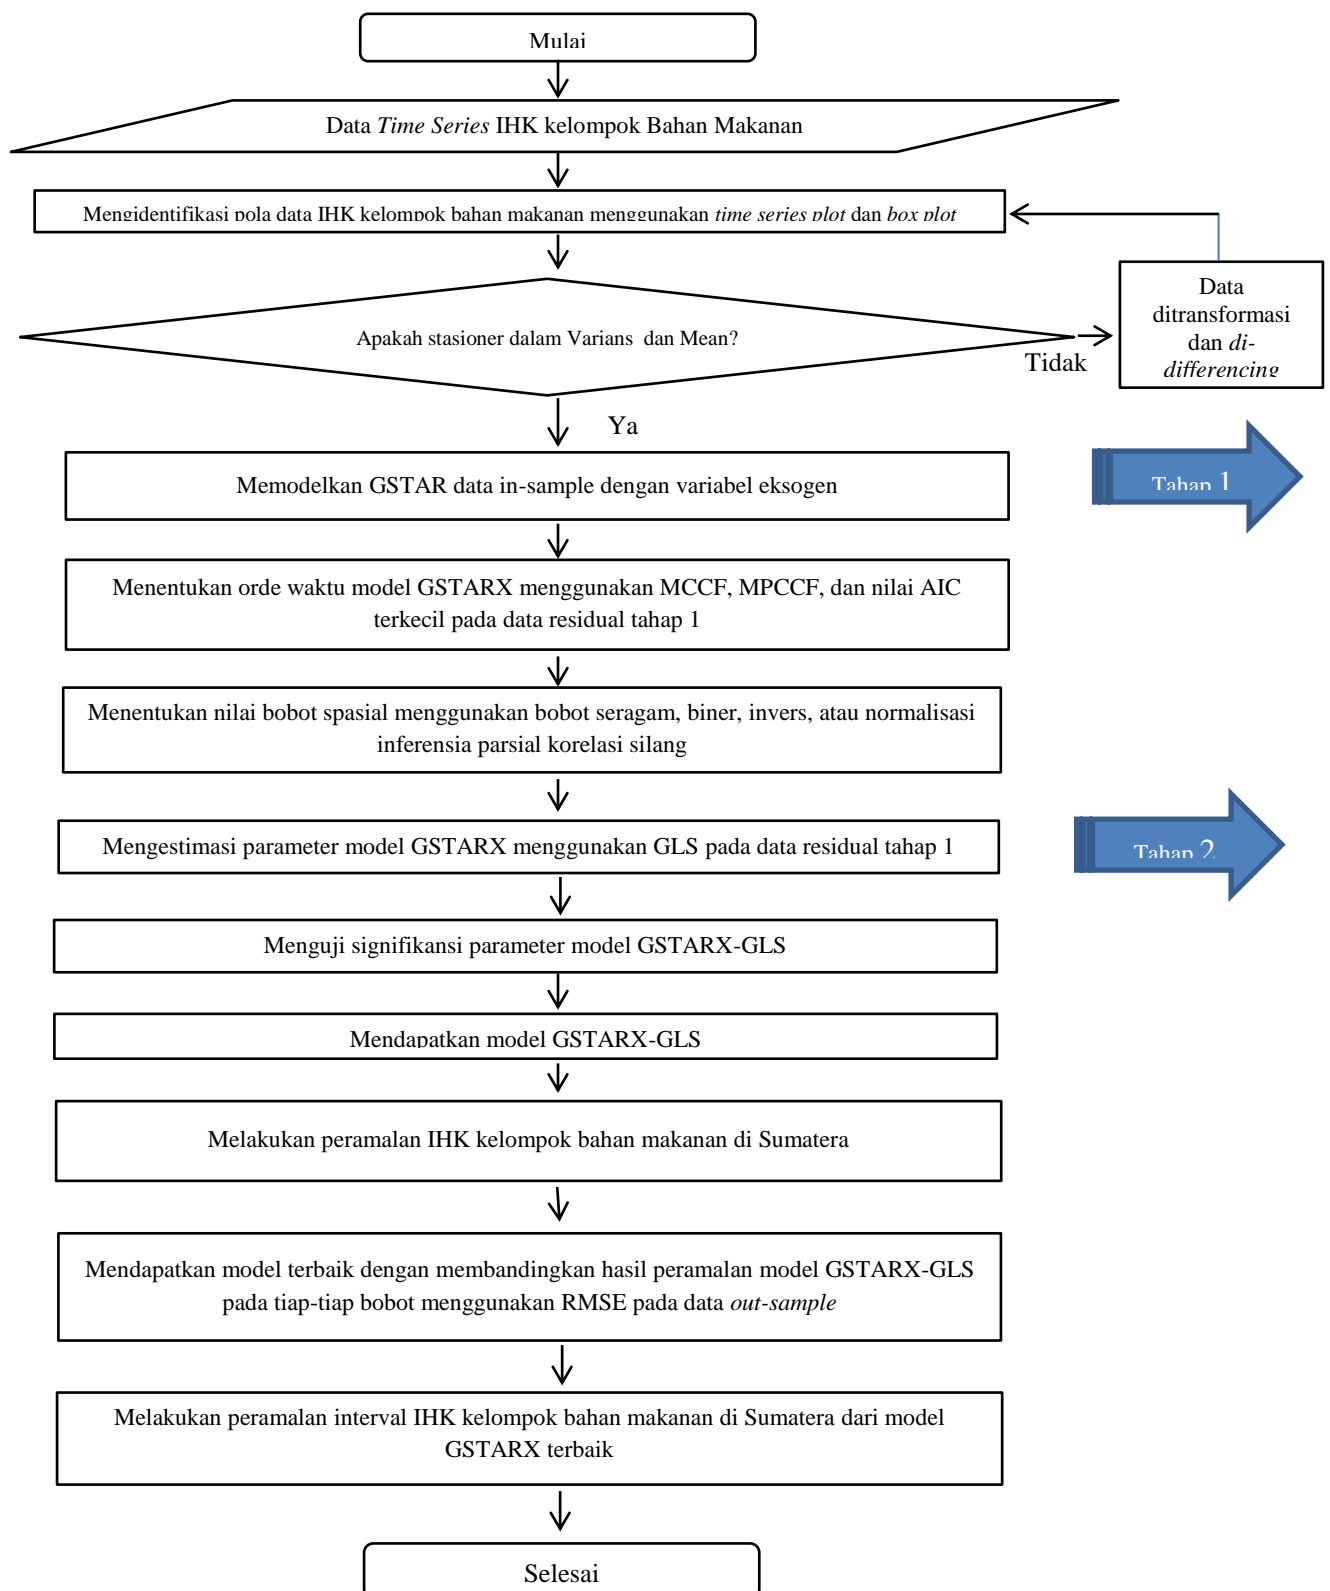 Mulai
Data Time Series IHK kelompok Bahan Makanan
Mengidentifikasi pola data IHK kelompok bahan makanan menggunakan time series plot dan box plot
Apakah stasioner dalam Varians dan Mean?
Tidak
Data
ditransformasi
dan di-
differencing
Ya
Memodelkan GSTAR data in-sample dengan variabel eksogen
Tahap 1
Menentukan orde waktu model GSTARX menggunakan MCCF, MPCCF, dan nilai AIC
terkecil pada data residual tahap 1
Menentukan nilai bobot spasial menggunakan bobot seragam, biner, invers, atau normalisasi
inferensia parsial korelasi silang
Mengestimasi parameter model GSTARX menggunakan GLS pada data residual tahap 1
Tahap 2
Menguji signifikansi parameter model GSTARX-GLS
Mendapatkan model GSTARX-GLS
Melakukan peramalan IHK kelompok bahan makanan di Sumatera
Mendapatkan model terbaik dengan membandingkan hasil peramalan model GSTARX-GLS
pada tiap-tiap bobot menggunakan RMSE pada data out-sample
Melakukan peramalan interval IHK kelompok bahan makanan di Sumatera dari model
GSTARX terbaik
Selesai